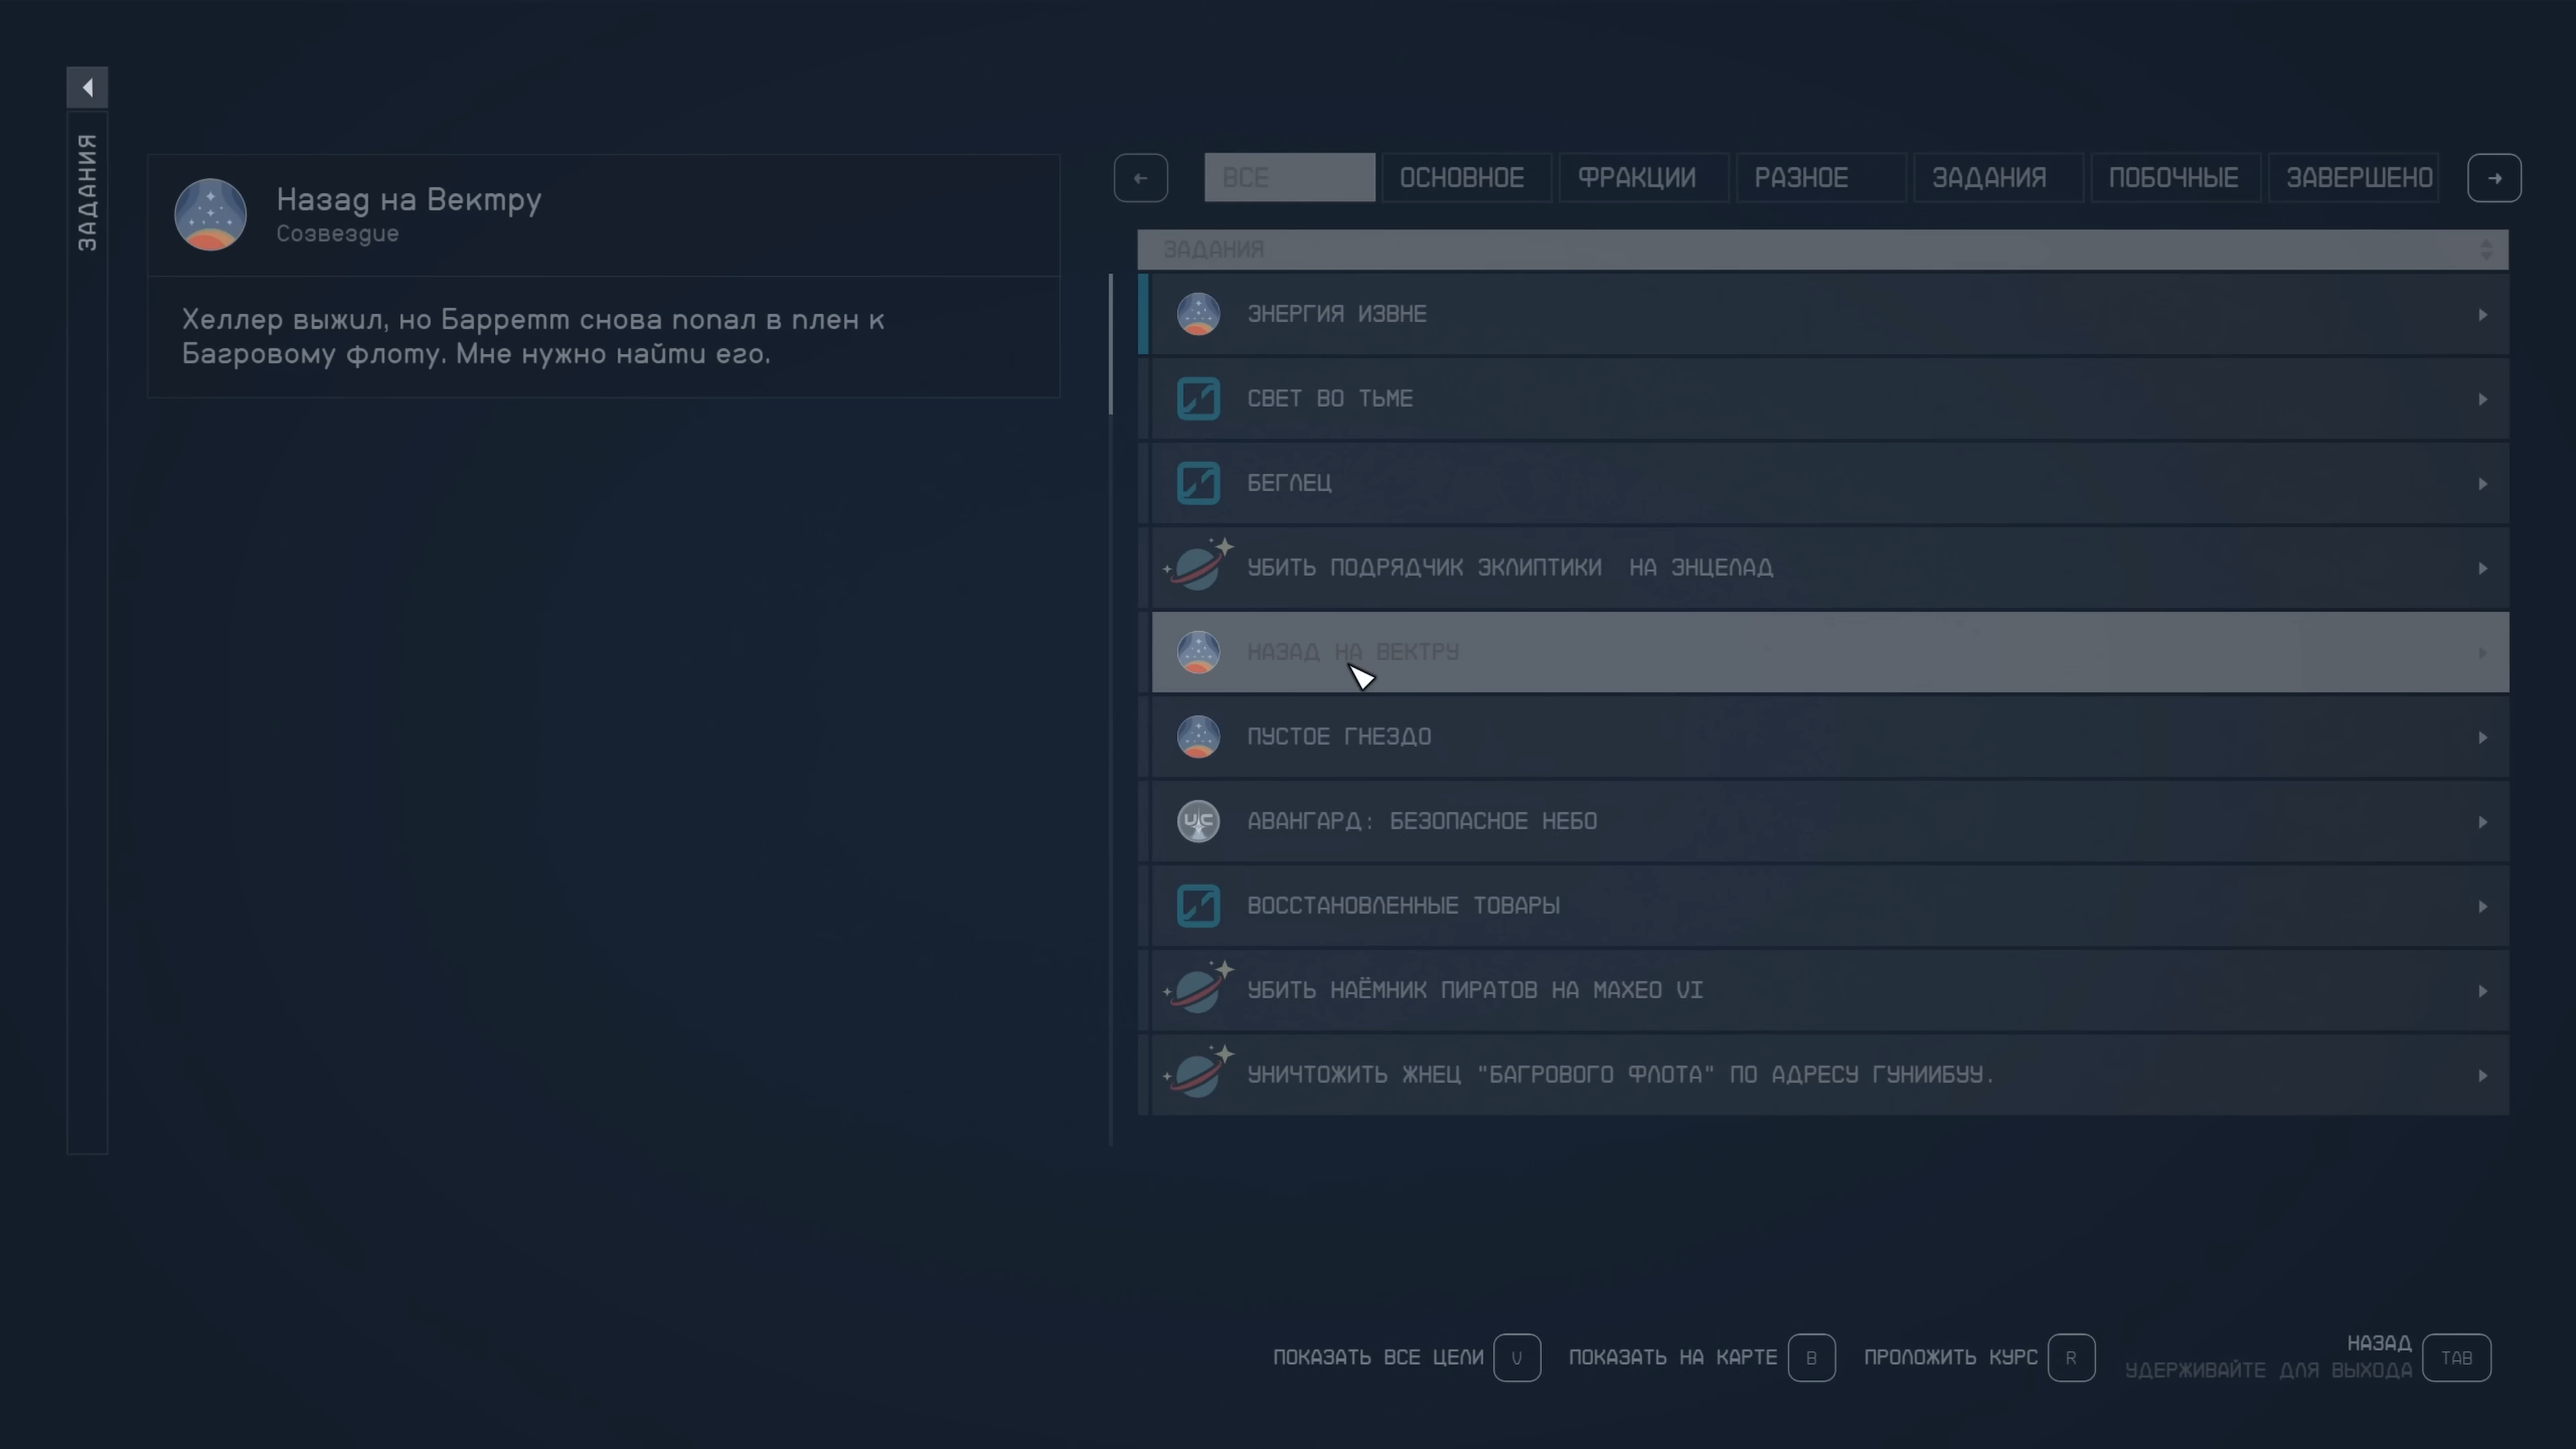 ЗАДАНИЯ
Назад на Вектру
Созвездие
Хеллер выжил, но Барретт снова попал в плен к
Багровому флоту. Мне нужно найти его.
ВСЕ ОСНОВНОЕ ФРАКЦИИ РАЗНОЕ ЗАДАНИЯ ПОБОЧНЫЕ ЗАВЕРШЕНО
ЗАДАНИЯ
ЭНЕРГИЯ ИЗВНЕ
СВЕТ ВО ТЬМЕ
БЕГЛЕЦ
УБИТЬ ПОДРЯДЧИК ЭКЛИПТИКИ НА ЭНЦЕЛАД
НАЗАД НА ВЕКТРУ
ПУСТОЕ ГНЕЗДО
UC
АВАНГАРД: БЕЗОПАСНОЕ НЕБО
ВОССТАНОВЛЕННЫЕ ТОВАРЫ
УБИТЬ НАЁМНИК ПИРАТОВ НА МАХЕО VI
УНИЧТОЖИТЬ ЖНЕЦ "БАГРОВОГО ФЛОТА" ПО АДРЕСУ ГУНИИБУУ.
ПОКАЗАТЬ ВСЕ ЦЕЛИ V ПОКАЗАТЬ НА КАРТЕ B ПРОЛОЖИТЬ КУРС R НАЗАД TAB
УДЕРЖИВАЙТЕ ДЛЯ ВЫХОДА